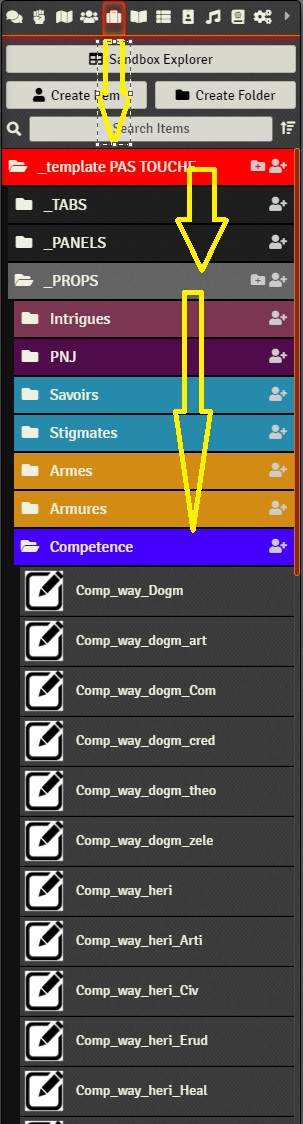 Sandbox Explorer
Create Item
Create Folder
Search Items
_template PAS TOUCHE
_TABS
_PANELS
_PROPS
Intrigues
PNJ
Savoirs
Stigmates
Armes
Armures
Competence
Comp_way_Dogm
Comp_way_dogm_art
Comp_way_dogm_Com
Comp_way_dogm_cred
Comp_way_dogm_theo
Comp_way_dogm_zele
Comp_way_heri
Comp_way_heri_Arti
Comp_way_heri_Civ
Comp_way_heri_Erud
Comp_way_heri_Heal